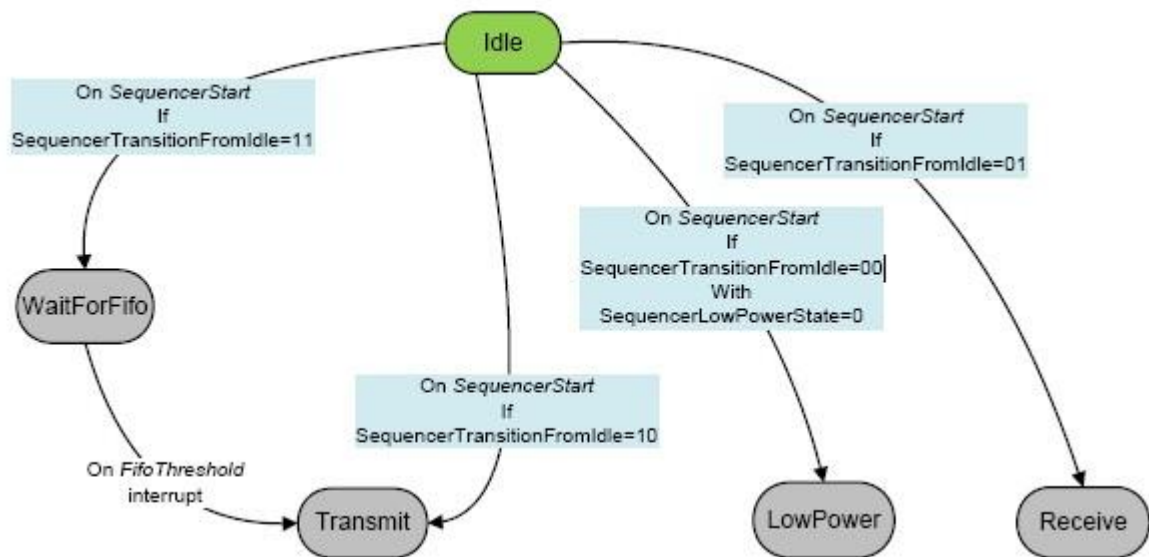 Idle
On SequencerStart
If
SequencerTransitionFromIdle=11
On SequencerStart
If
SequencerTransitionFromIdle=01
On SequencerStart
If
SequencerTransitionFromIdle=00
With
SequencerLowPowerState=0
WaitForFifo
On SequencerStart
If
SequencerTransitionFromIdle=10
On FifoThreshold
interrupt
Transmit
LowPower
Receive